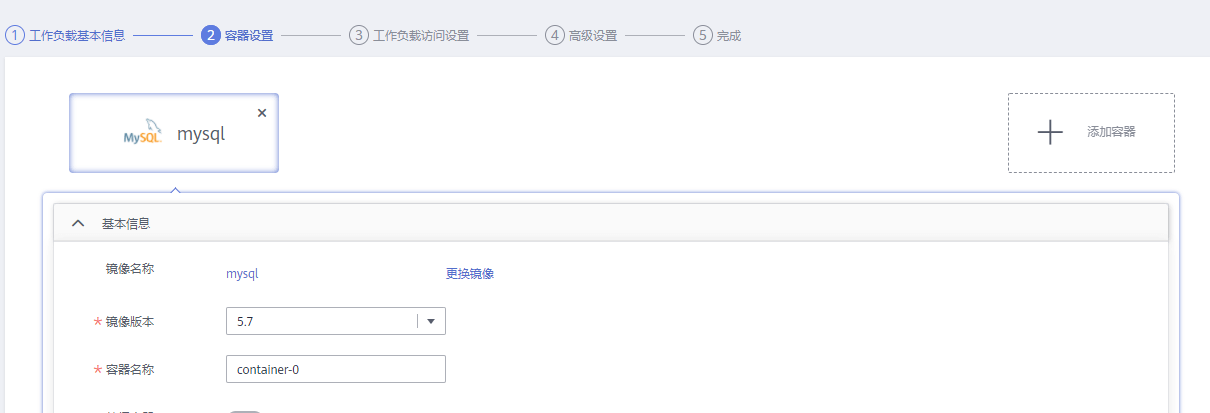 1 工作负载基本信息 2 容器设置 3 工作负载访问设置 4 高级设置 5 完成
MySQL mysql × 添加容器
基本信息
镜像名称 mysql 更换镜像
* 镜像版本 5.7
* 容器名称 container-0